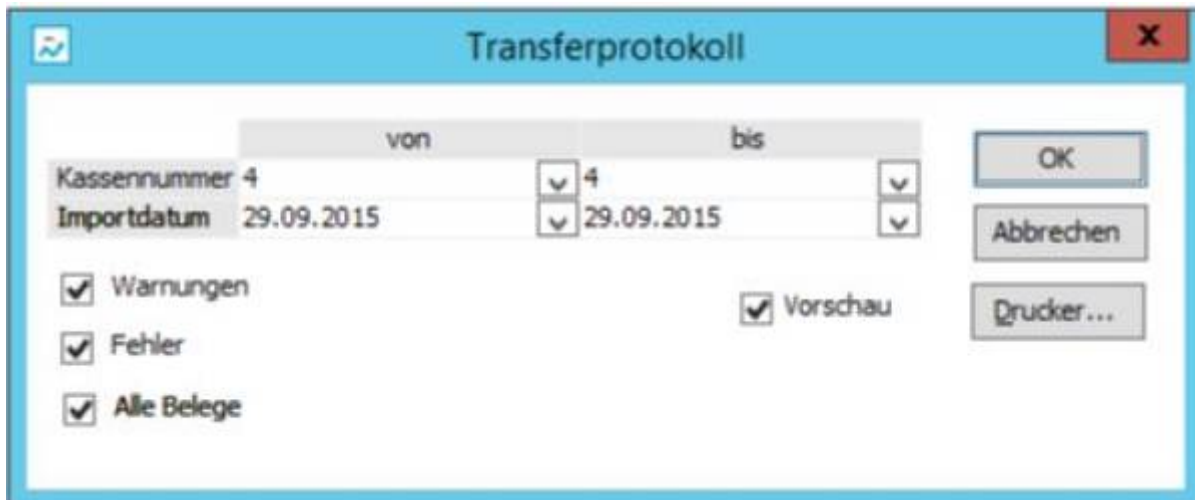 Transferprotokoll
von bis
Kassennummer 4 4
Importdatum 29.09.2015 29.09.2015
Warnungen
Fehler
Alle Belege
Vorschau
OK
Abbrechen
Drucker...